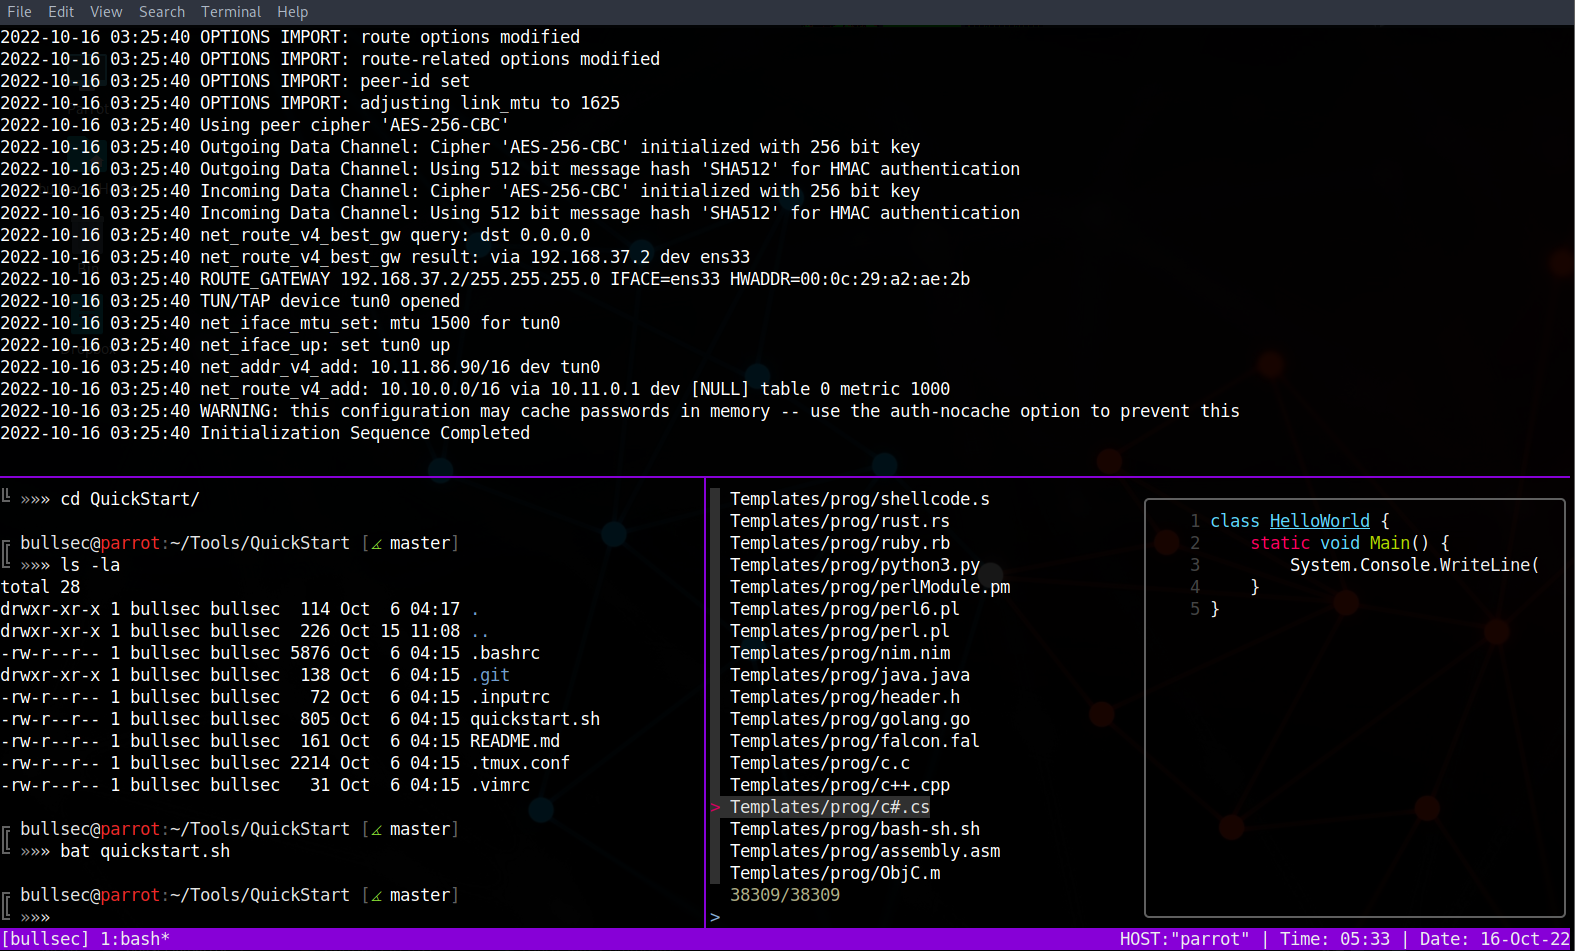 File Edit View Search Terminal Help
2022-10-16 03:25:40 OPTIONS IMPORT: route options modified
2022-10-16 03:25:40 OPTIONS IMPORT: route-related options modified
2022-10-16 03:25:40 OPTIONS IMPORT: peer-id set
2022-10-16 03:25:40 OPTIONS IMPORT: adjusting link_mtu to 1625
2022-10-16 03:25:40 Using peer cipher 'AES-256-CBC'
2022-10-16 03:25:40 Outgoing Data Channel: Cipher 'AES-256-CBC' initialized with 256 bit key
2022-10-16 03:25:40 Outgoing Data Channel: Using 512 bit message hash 'SHA512' for HMAC authentication
2022-10-16 03:25:40 Incoming Data Channel: Cipher 'AES-256-CBC' initialized with 256 bit key
2022-10-16 03:25:40 Incoming Data Channel: Using 512 bit message hash 'SHA512' for HMAC authentication
2022-10-16 03:25:40 net_route_v4_best_gw query: dst 0.0.0.0
2022-10-16 03:25:40 net_route_v4_best_gw result: via 192.168.37.2 dev ens33
2022-10-16 03:25:40 ROUTE_GATEWAY 192.168.37.2/255.255.255.0 IFACE=ens33 HWADDR=00:0c:29:a2:ae:2b
2022-10-16 03:25:40 TUN/TAP device tun0 opened
2022-10-16 03:25:40 net_iface_mtu_set: mtu 1500 for tun0
2022-10-16 03:25:40 net_iface_up: set tun0 up
2022-10-16 03:25:40 net_addr_v4_add: 10.11.86.90/16 dev tun0
2022-10-16 03:25:40 net_route_v4_add: 10.10.0.0/16 via 10.11.0.1 dev [NULL] table 0 metric 1000
2022-10-16 03:25:40 WARNING: this configuration may cache passwords in memory -- use the auth-nocache option to prevent this
2022-10-16 03:25:40 Initialization Sequence Completed
╚ »»» cd QuickStart/
╔ bullsec@parrot:~/Tools/QuickStart [∡ master]
╚ »»» ls -la
total 28
drwxr-xr-x 1 bullsec bullsec  114 Oct  6 04:17 .
drwxr-xr-x 1 bullsec bullsec  226 Oct 15 11:08 ..
-rw-r--r-- 1 bullsec bullsec 5876 Oct  6 04:15 .bashrc
drwxr-xr-x 1 bullsec bullsec  138 Oct  6 04:15 .git
-rw-r--r-- 1 bullsec bullsec   72 Oct  6 04:15 .inputrc
-rw-r--r-- 1 bullsec bullsec  805 Oct  6 04:15 quickstart.sh
-rw-r--r-- 1 bullsec bullsec  161 Oct  6 04:15 README.md
-rw-r--r-- 1 bullsec bullsec 2214 Oct  6 04:15 .tmux.conf
-rw-r--r-- 1 bullsec bullsec   31 Oct  6 04:15 .vimrc
╔ bullsec@parrot:~/Tools/QuickStart [∡ master]
╚ »»» bat quickstart.sh
╔ bullsec@parrot:~/Tools/QuickStart [∡ master]
╚ »»»
Templates/prog/shellcode.s
Templates/prog/rust.rs
Templates/prog/ruby.rb
Templates/prog/python3.py
Templates/prog/perlModule.pm
Templates/prog/perl6.pl
Templates/prog/perl.pl
Templates/prog/nim.nim
Templates/prog/java.java
Templates/prog/header.h
Templates/prog/golang.go
Templates/prog/falcon.fal
Templates/prog/c.c
Templates/prog/c++.cpp
> Templates/prog/c#.cs
Templates/prog/bash-sh.sh
Templates/prog/assembly.asm
Templates/prog/ObjC.m
38309/38309
>
1 class HelloWorld {
2     static void Main() {
3         System.Console.WriteLine(
4     }
5 }
[bullsec] 1:bash* HOST:"parrot" | Time: 05:33 | Date: 16-Oct-22